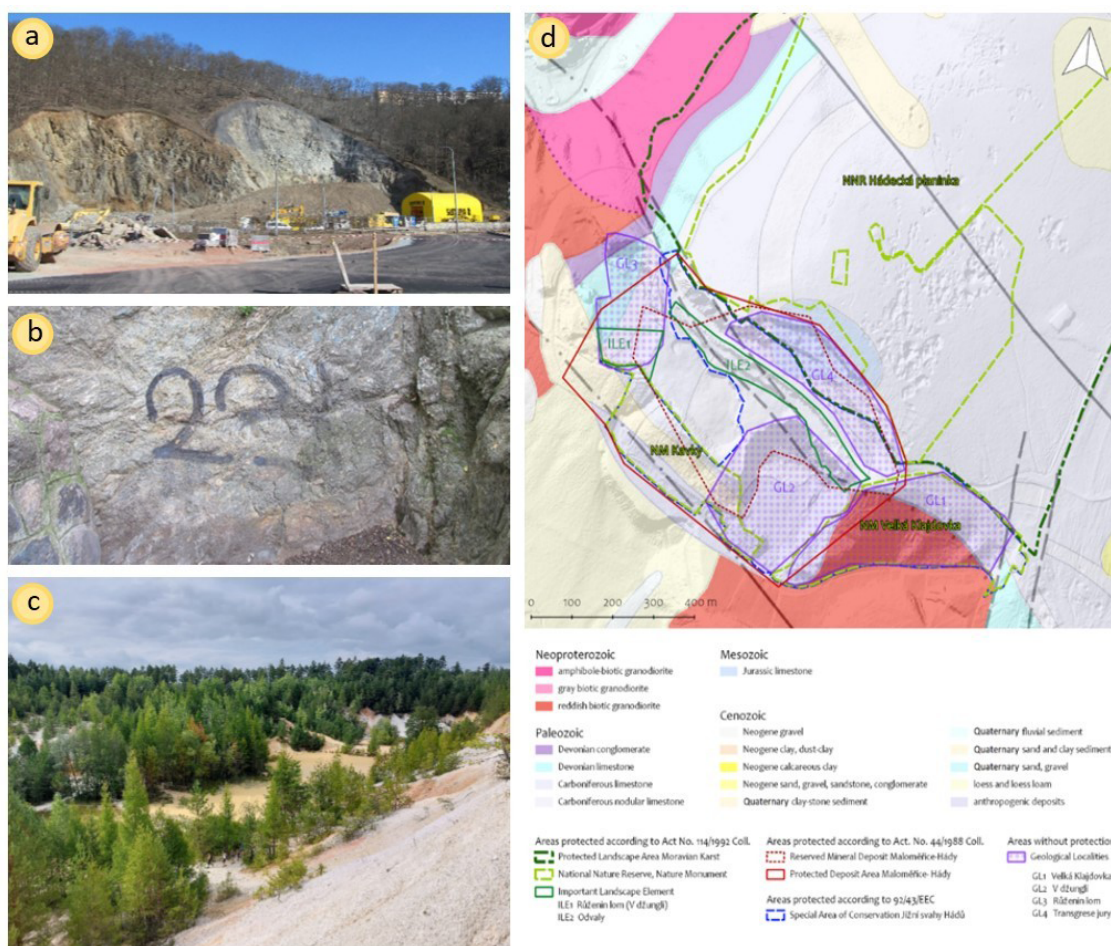 a
b
22
c
d
NNR Hádecká planinka
GL3
ILE1
ILE2
GL4
NM Kavky
GL2
GL1
NM Velká Klajdovka
0 100 200 300 400 m
Neoproterozoic
amphibole-biotic granodiorite
gray biotic granodiorite
reddish biotic granodiorite
Paleozoic
Devonian conglomerate
Devonian limestone
Carboniferous limestone
Carboniferous nodular limestone
Mesozoic
Jurassic limestone
Cenozoic
Neogene gravel
Neogene clay, dust-clay
Neogene calcareous clay
Neogene sand, gravel, sandstone, conglomerate
Quaternary clay-stone sediment
Quaternary fluvial sediment
Quaternary sand and clay sediment
Quaternary sand, gravel
loess and loess loam
anthropogenic deposits
Areas protected according to Act No. 114/1992 Coll.
Protected Landscape Area Moravian Karst
National Nature Reserve, Nature Monument
Important Landscape Element
ILE1 Růženin lom (V džungli)
ILE2 Odvaly
Areas protected according to Act. No. 44/1988 Coll.
Reserved Mineral Deposit Maloměřice-Hády
Protected Deposit Area Maloměřice- Hády
Areas protected according to 92/43/EEC
Special Area of Conservation Jižní svahy Hádů
Areas without protection
Geological Localities
GL1 Velká Klajdovka
GL2 V džungli
GL3 Růženin lom
GL4 Transgrese jury